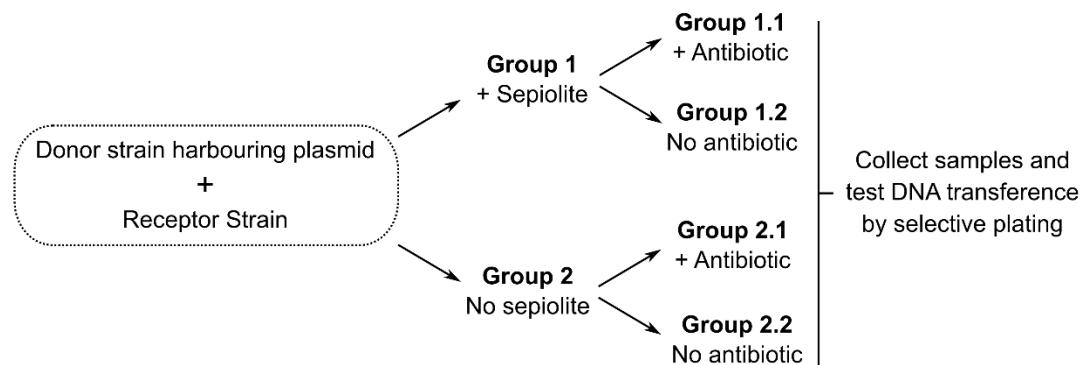 Donor strain harbouring plasmid
+
Receptor Strain
Group 1
+ Sepiolite
Group 2
No sepiolite
Group 1.1
+ Antibiotic
Group 1.2
No antibiotic
Group 2.1
+ Antibiotic
Group 2.2
No antibiotic
Collect samples and
test DNA transference
by selective plating